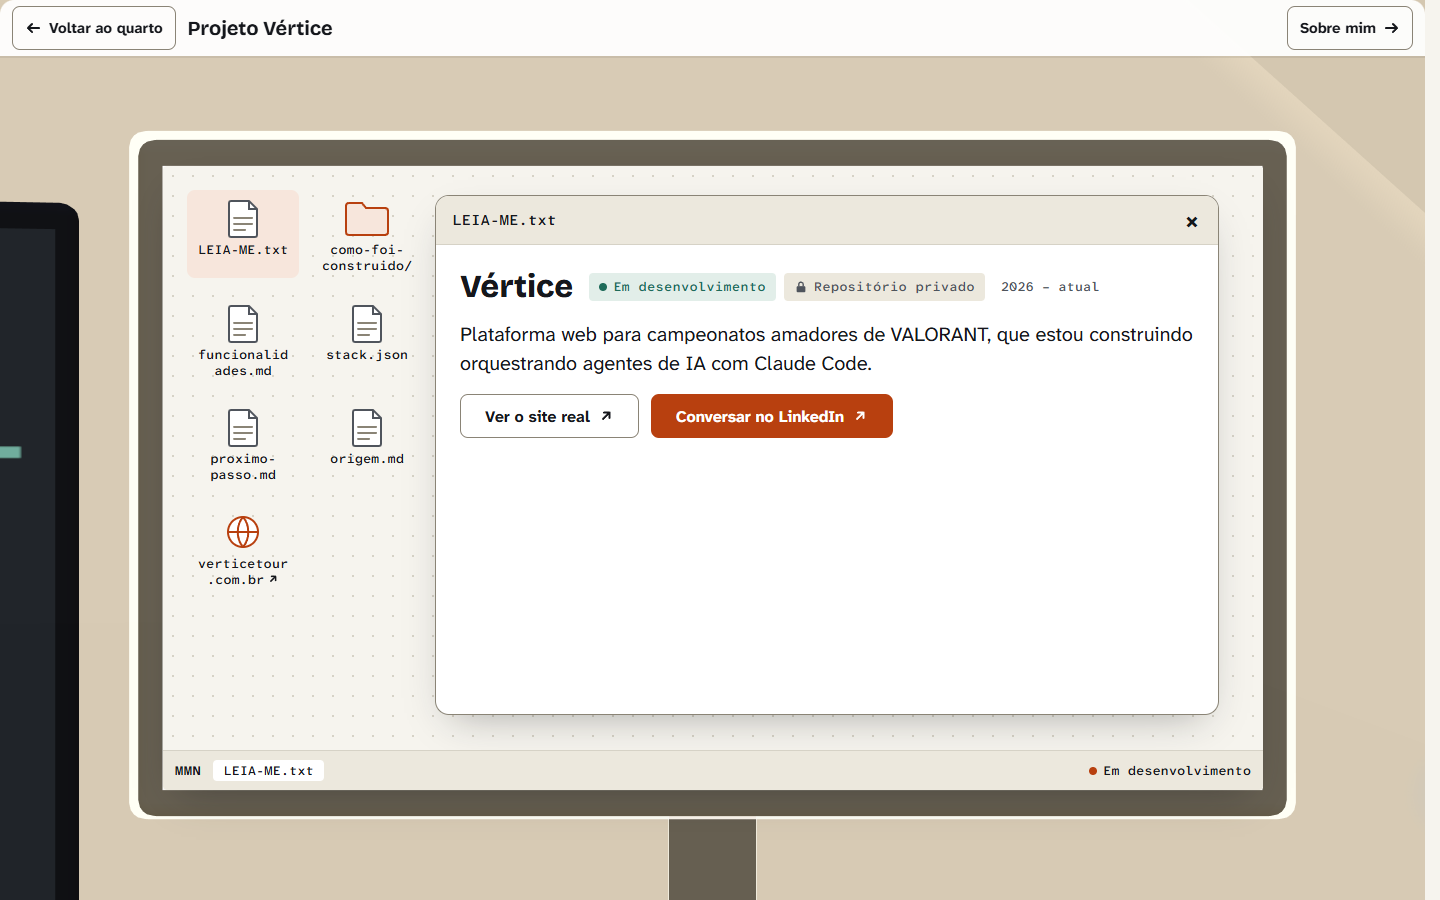 Voltar ao quarto
Projeto Vértice
Sobre mim
LEIA-ME.txt
como-foi-
construido/
funcionalid
ades.md
stack.json
proximo-
passo.md
origem.md
verticetour
.com.br
LEIA-ME.txt
Vértice
Em desenvolvimento
Repositório privado
2026 – atual
Plataforma web para campeonatos amadores de VALORANT, que estou construindo
orquestrando agentes de IA com Claude Code.
Ver o site real
Conversar no LinkedIn
MMN
LEIA-ME.txt
Em desenvolvimento